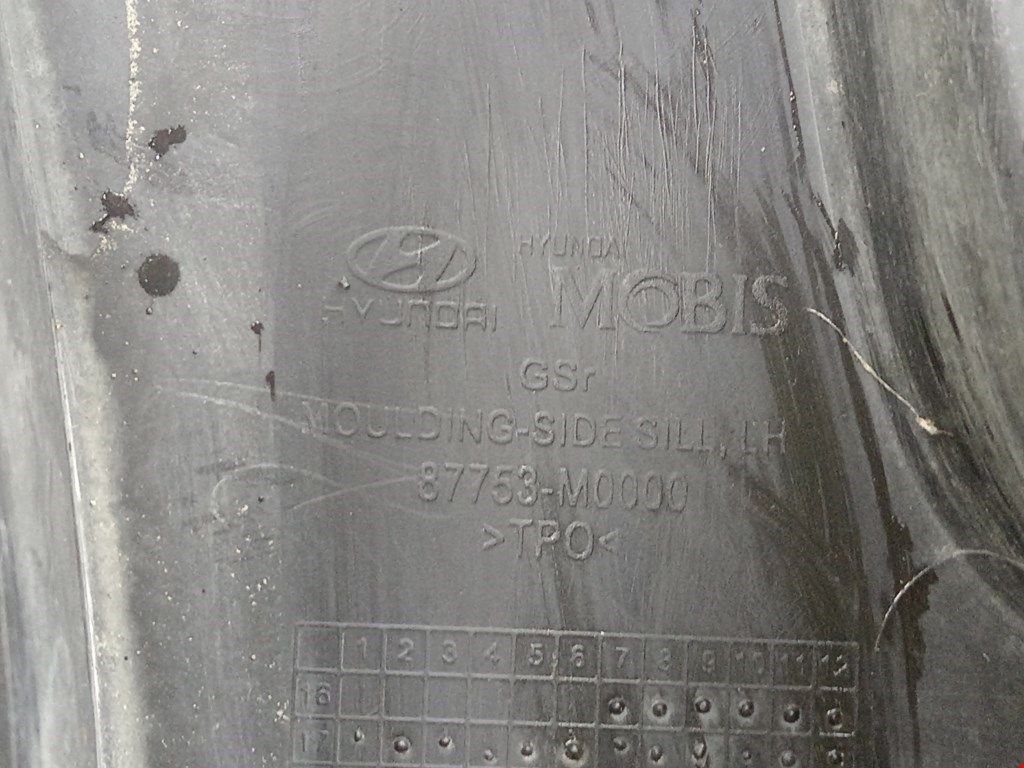 HYUNDAI
HYUNDAI
MOBIS
GSr
MOULDING-SIDE SILL, LH
87753-M0000
>TPO<
1 2 3 4 5 6 7 8 9 10 11 12
16
17